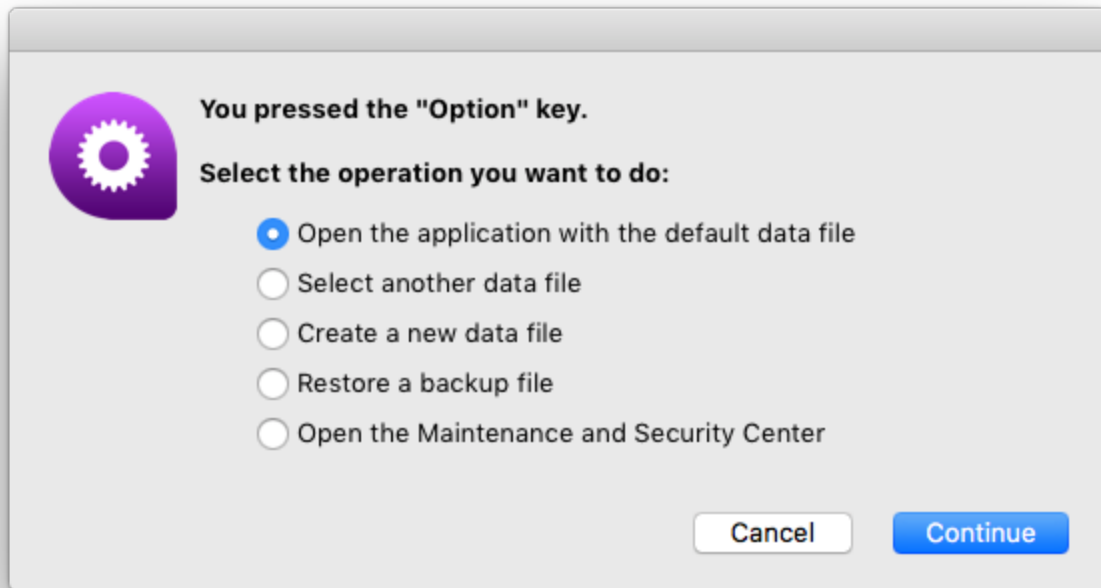 You pressed the "Option" key.
Select the operation you want to do:
Open the application with the default data file
Select another data file
Create a new data file
Restore a backup file
Open the Maintenance and Security Center
Cancel
Continue